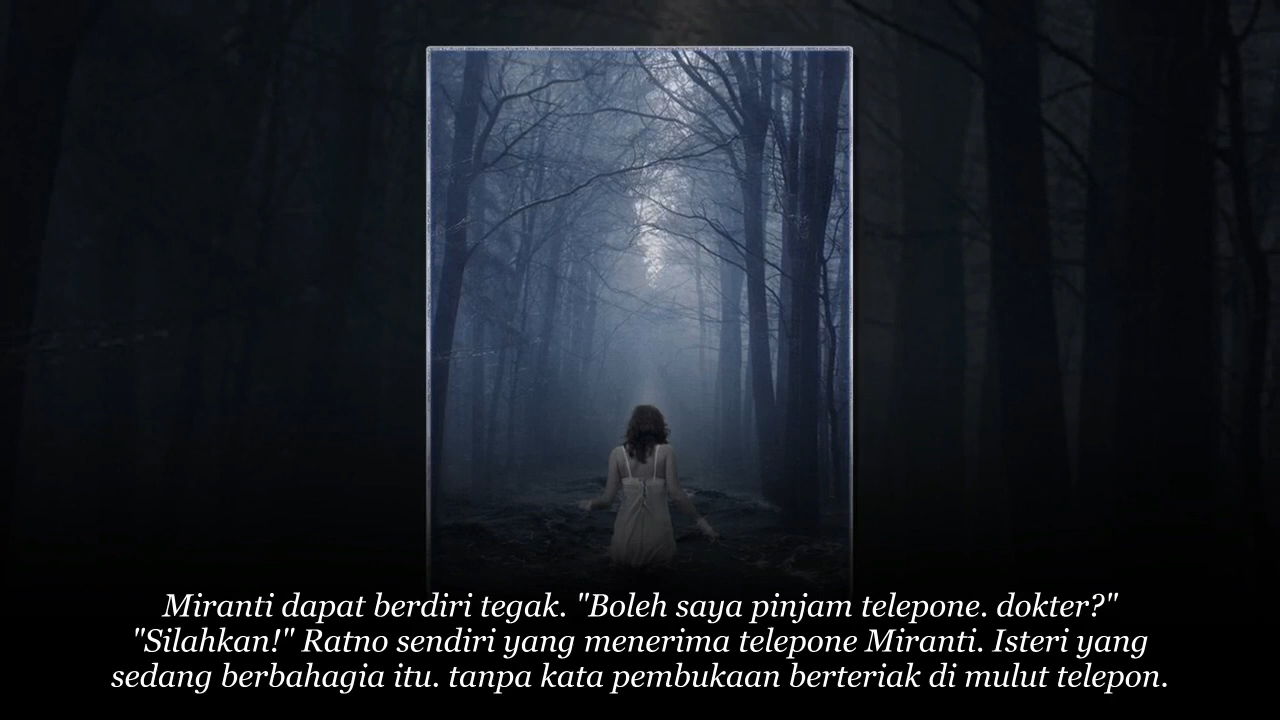 Miranti dapat berdiri tegak. "Boleh saya pinjam telepone. dokter?"
"Silahkan!" Ratno sendiri yang menerima telepone Miranti. Isteri yang
sedang berbahagia itu. tanpa kata pembukaan berteriak di mulut telepon.